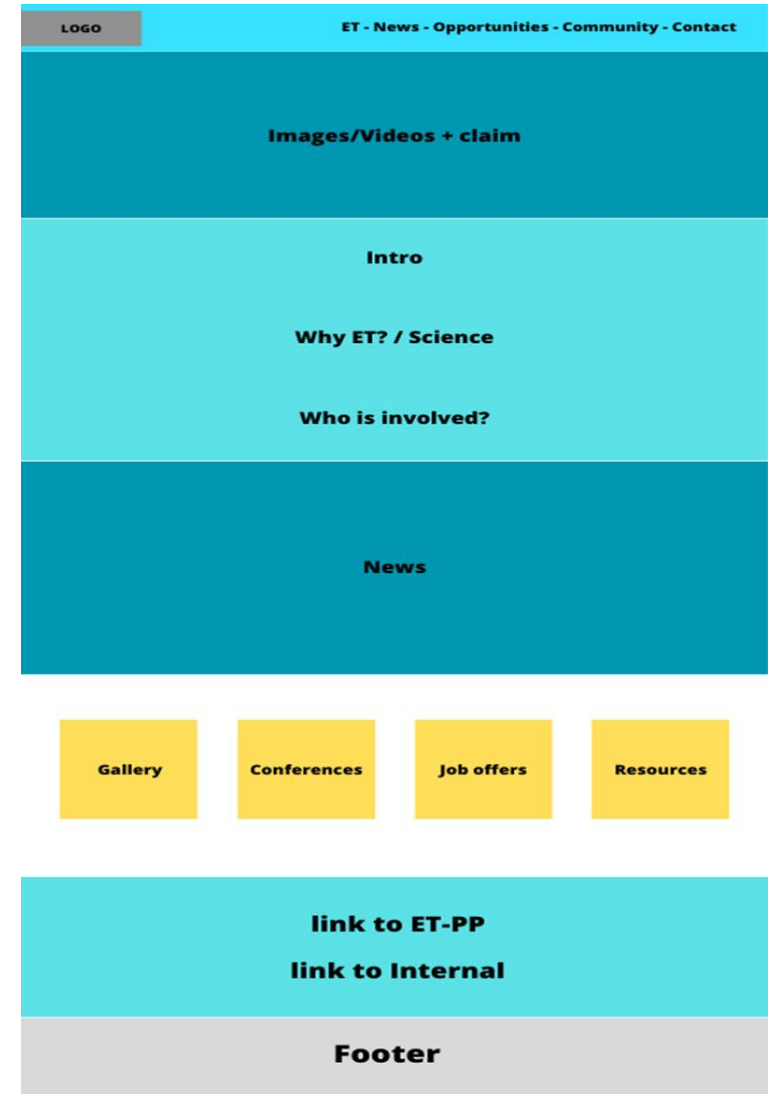 LOGO
ET - News - Opportunities - Community - Contact
Images/Videos + claim
Intro
Why ET? / Science
Who is involved?
News
Gallery
Conferences
Job offers
Resources
link to ET-PP
link to Internal
Footer